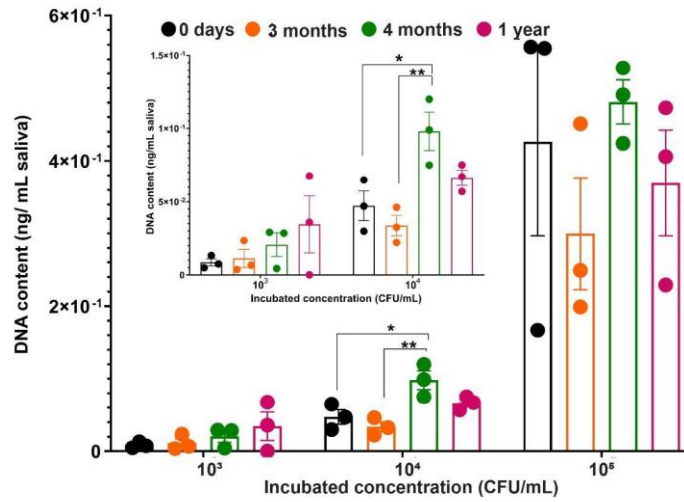 0 days 3 months 4 months 1 year
DNA content (ng/ mL saliva)
6×10⁻¹
4×10⁻¹
2×10⁻¹
0
10³ 10⁴ 10⁵
Incubated concentration (CFU/mL)
* **
DNA content (ng/mL saliva)
1.5×10⁻¹
1×10⁻¹
5×10⁻²
0
* **
10³ 10⁴
Incubated concentration (CFU/mL)